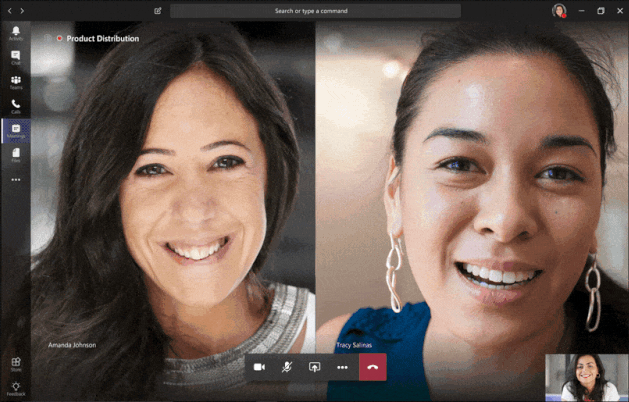 Search or type a command
Product Distribution
Activity
Chat
Teams
Calls
Meetings
Files
Amanda Johnson
Tracy Salinas
Store
Feedback